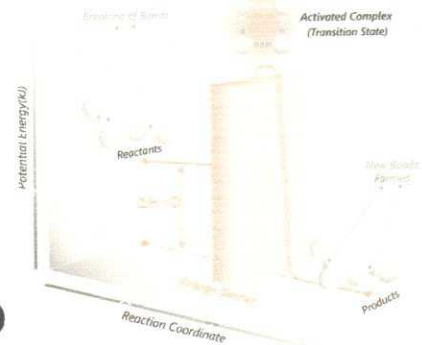 Breaking of Bonds
Activated Complex
(Transition State)
Potential Energy(kJ)
Reactants
New Bonds
Formed
Energy Barrier
Products
Reaction Coordinate